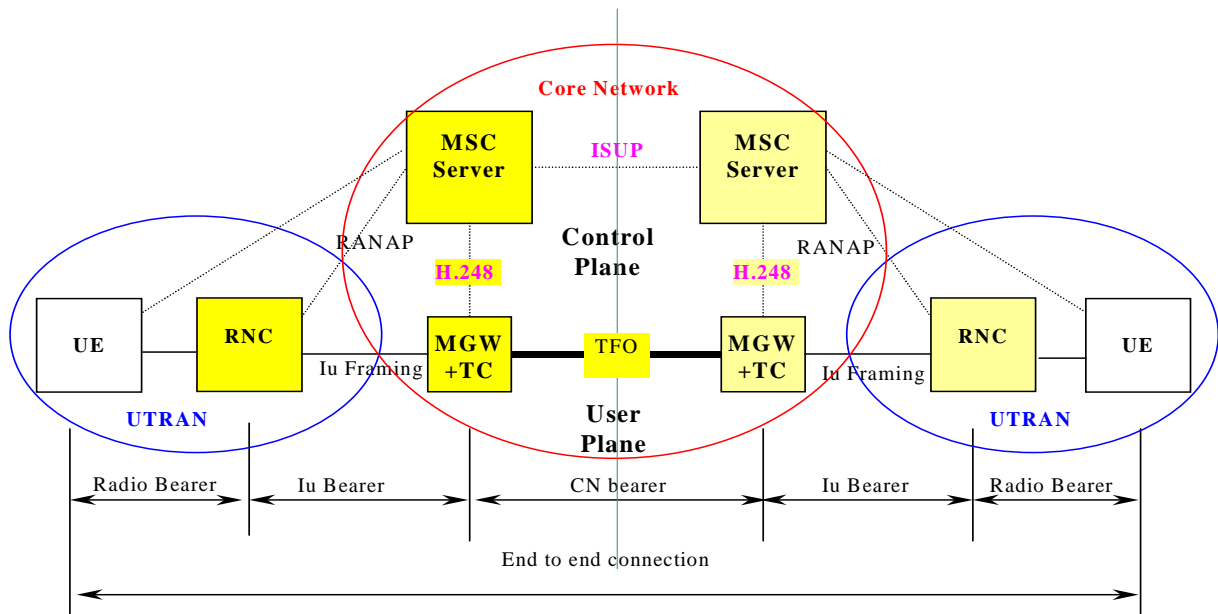 Core Network
MSC
Server
ISUP
MSC
Server
RANAP
Control
Plane
RANAP
H.248
H.248
UE
RNC
MGW
+TC
TFO
MGW
+TC
RNC
UE
Iu Framing
Iu Framing
UTRAN
User
Plane
UTRAN
Radio Bearer
Iu Bearer
CN bearer
Iu Bearer
Radio Bearer
End to end connection